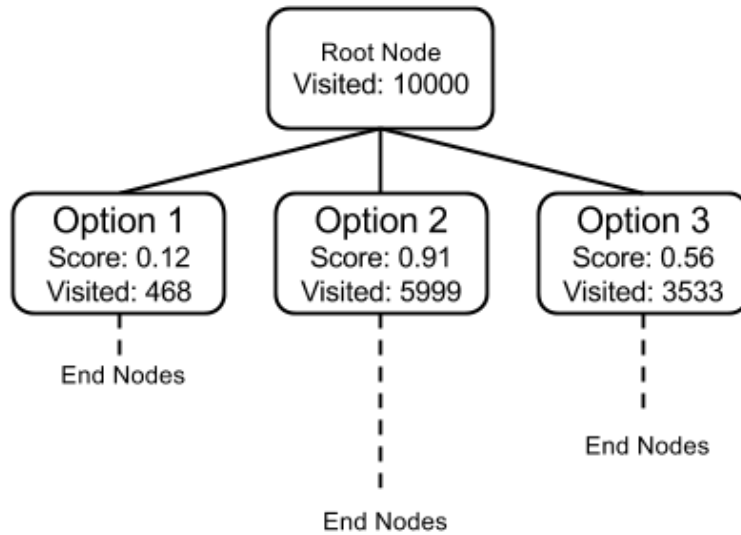 Root Node
Visited: 10000
Option 1
Score: 0.12
Visited: 468
Option 2
Score: 0.91
Visited: 5999
Option 3
Score: 0.56
Visited: 3533
End Nodes
End Nodes
End Nodes